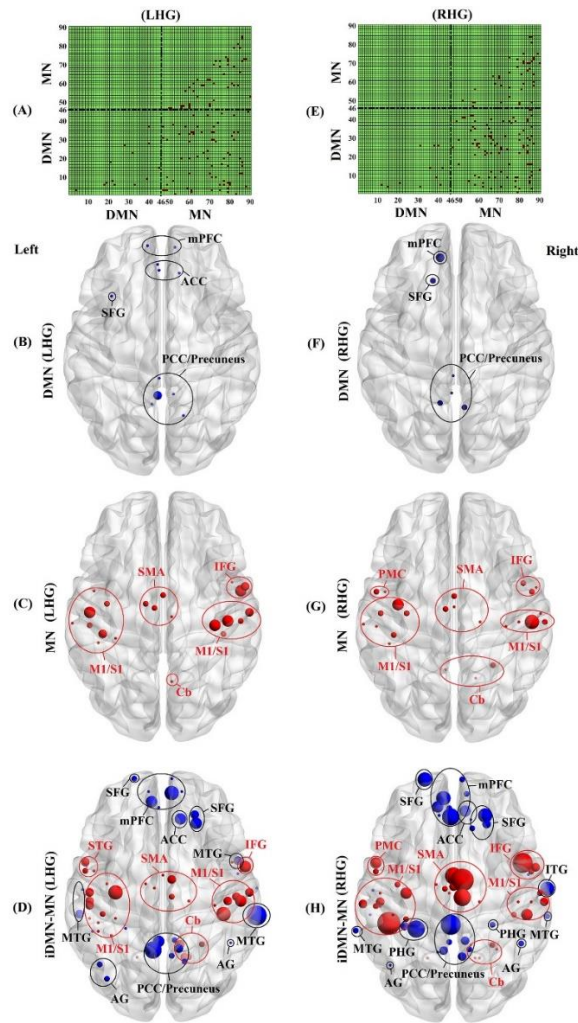 (LHG)
(RHG)
90
80
70
60
50
46
40
30
20
10
MN
DMN
(A)
10 20 30 40 4650 60 70 80 90
DMN MN
90
80
70
60
50
46
40
30
20
10
MN
DMN
(E)
10 20 30 40 4650 60 70 80 90
DMN MN
Left
Right
mPFC
ACC
SFG
PCC/Precuneus
(B)
DMN (LHG)
mPFC
SFG
PCC/Precuneus
(F)
DMN (RHG)
SMA
IFG
M1/S1
M1/S1
Cb
(C)
MN (LHG)
PMC
SMA
IFG
M1/S1
M1/S1
Cb
(G)
MN (RHG)
SFG
mPFC
SFG
ACC
MTG
STG
SMA
IFG
M1/S1
Cb
MTG
M1/S1
MTG
AG
AG
PCC/Precuneus
(D)
iDMN-MN (LHG)
SFG
mPFC
SFG
ACC
PMC
SMA
IFG
ITG
M1/S1
M1/S1
MTG
PHG
PHG
MTG
AG
AG
PCC/Precuneus
Cb
(H)
iDMN-MN (RHG)